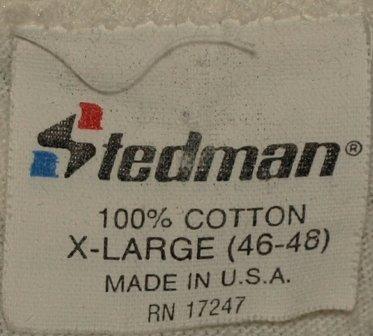 Stedman®
100% COTTON
X-LARGE (46-48)
MADE IN U.S.A.
RN 17247